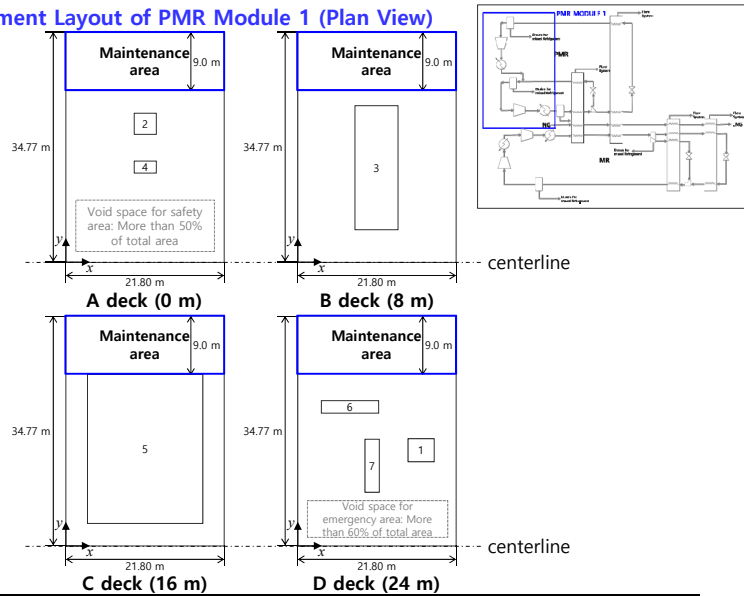 ment Layout of PMR Module 1 (Plan View)
PMR MODULE 1
PMR
NG
MR
Maintenance
area
9.0 m
34.77 m
2
4
Void space for safety
area: More than 50%
of total area
y
x
21.80 m
A deck (0 m)
Maintenance
area
9.0 m
34.77 m
3
y
x
21.80 m
B deck (8 m)
centerline
Maintenance
area
9.0 m
34.77 m
5
y
x
21.80 m
C deck (16 m)
Maintenance
area
9.0 m
34.77 m
6
1
7
Void space for
emergency area: More
than 60% of total area
y
x
21.80 m
D deck (24 m)
centerline